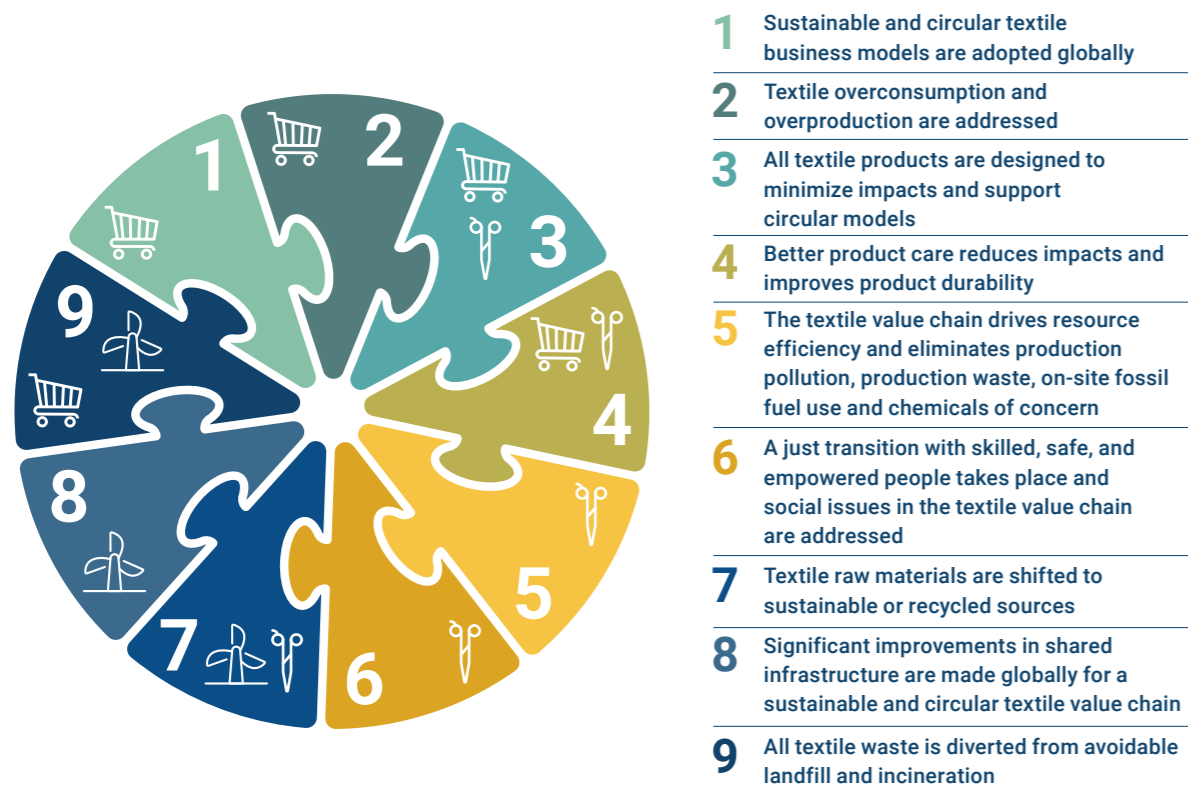 1
2
3
4
5
6
7
8
9
1 Sustainable and circular textile
business models are adopted globally
2 Textile overconsumption and
overproduction are addressed
3 All textile products are designed to
minimize impacts and support
circular models
4 Better product care reduces impacts and
improves product durability
5 The textile value chain drives resource
efficiency and eliminates production
pollution, production waste, on-site fossil
fuel use and chemicals of concern
6 A just transition with skilled, safe, and
empowered people takes place and
social issues in the textile value chain
are addressed
7 Textile raw materials are shifted to
sustainable or recycled sources
8 Significant improvements in shared
infrastructure are made globally for a
sustainable and circular textile value chain
9 All textile waste is diverted from avoidable
landfill and incineration